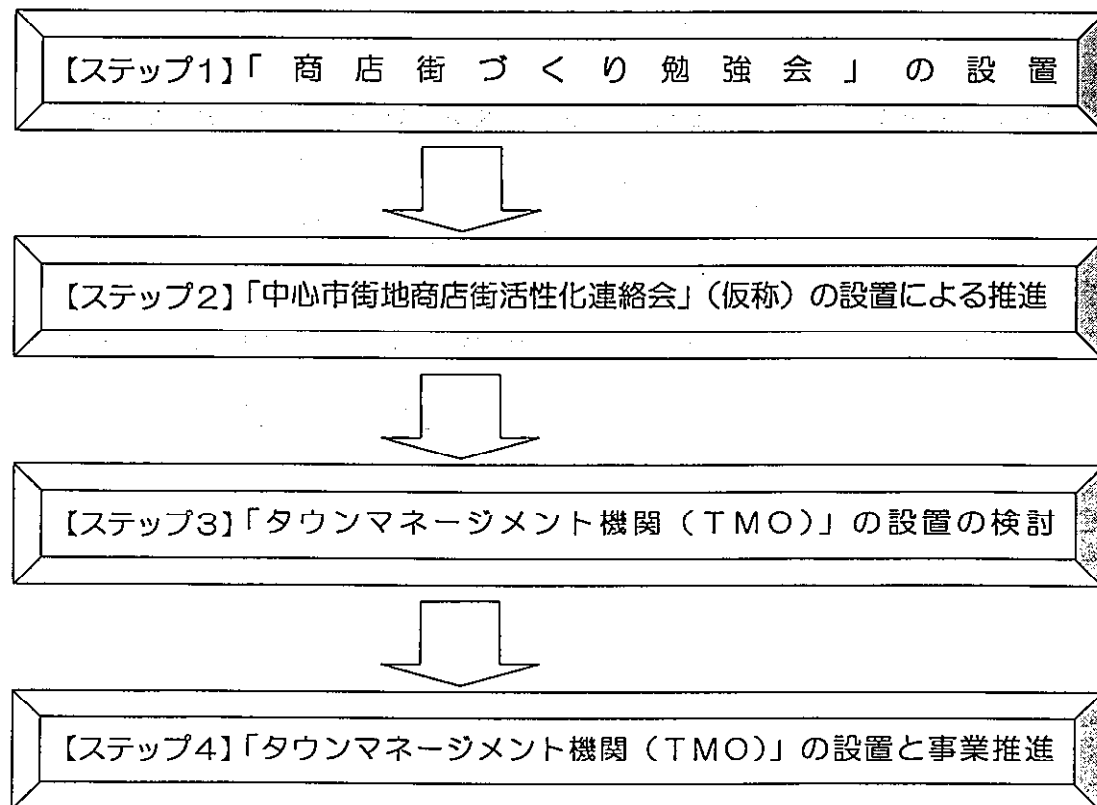 【ステップ1】「商店街づくり勉強会」の設置
【ステップ2】「中心市街地商店街活性化連絡会」（仮称）の設置による推進
【ステップ3】「タウンマネージメント機関（TMO）」の設置の検討
【ステップ4】「タウンマネージメント機関（TMO）」の設置と事業推進